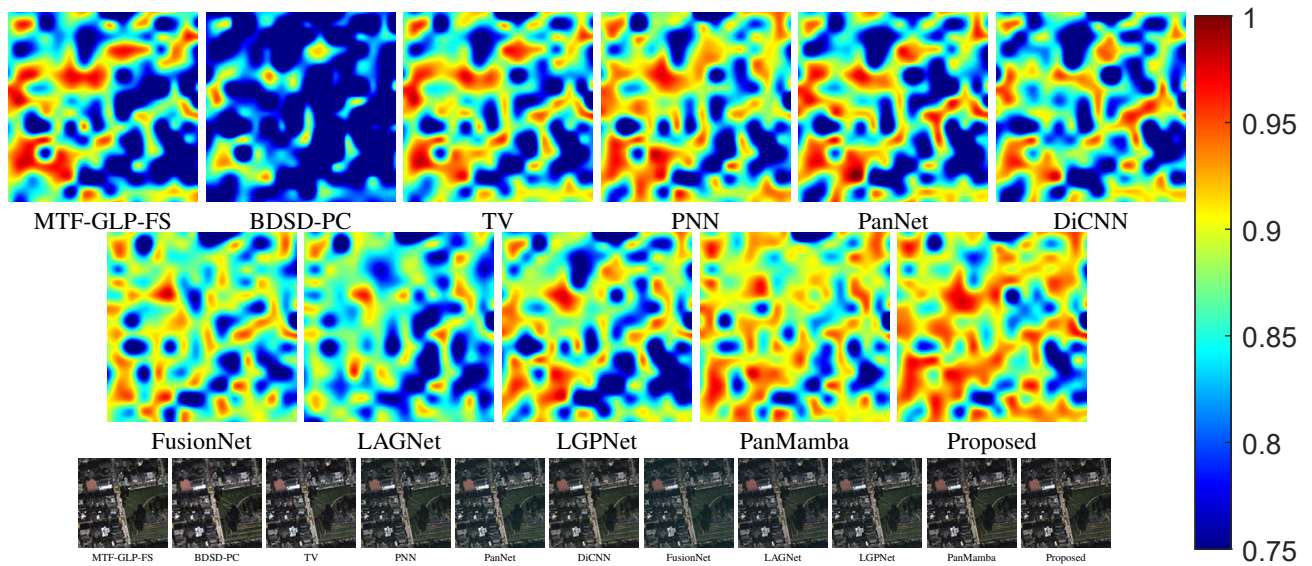 MTF-GLP-FS BDSD-PC TV PNN PanNet DiCNN
FusionNet LAGNet LGPNet PanMamba Proposed
MTF-GLP-FS BDSD-PC TV PNN PanNet DiCNN FusionNet LAGNet LGPNet PanMamba Proposed
1
0.95
0.9
0.85
0.8
0.75